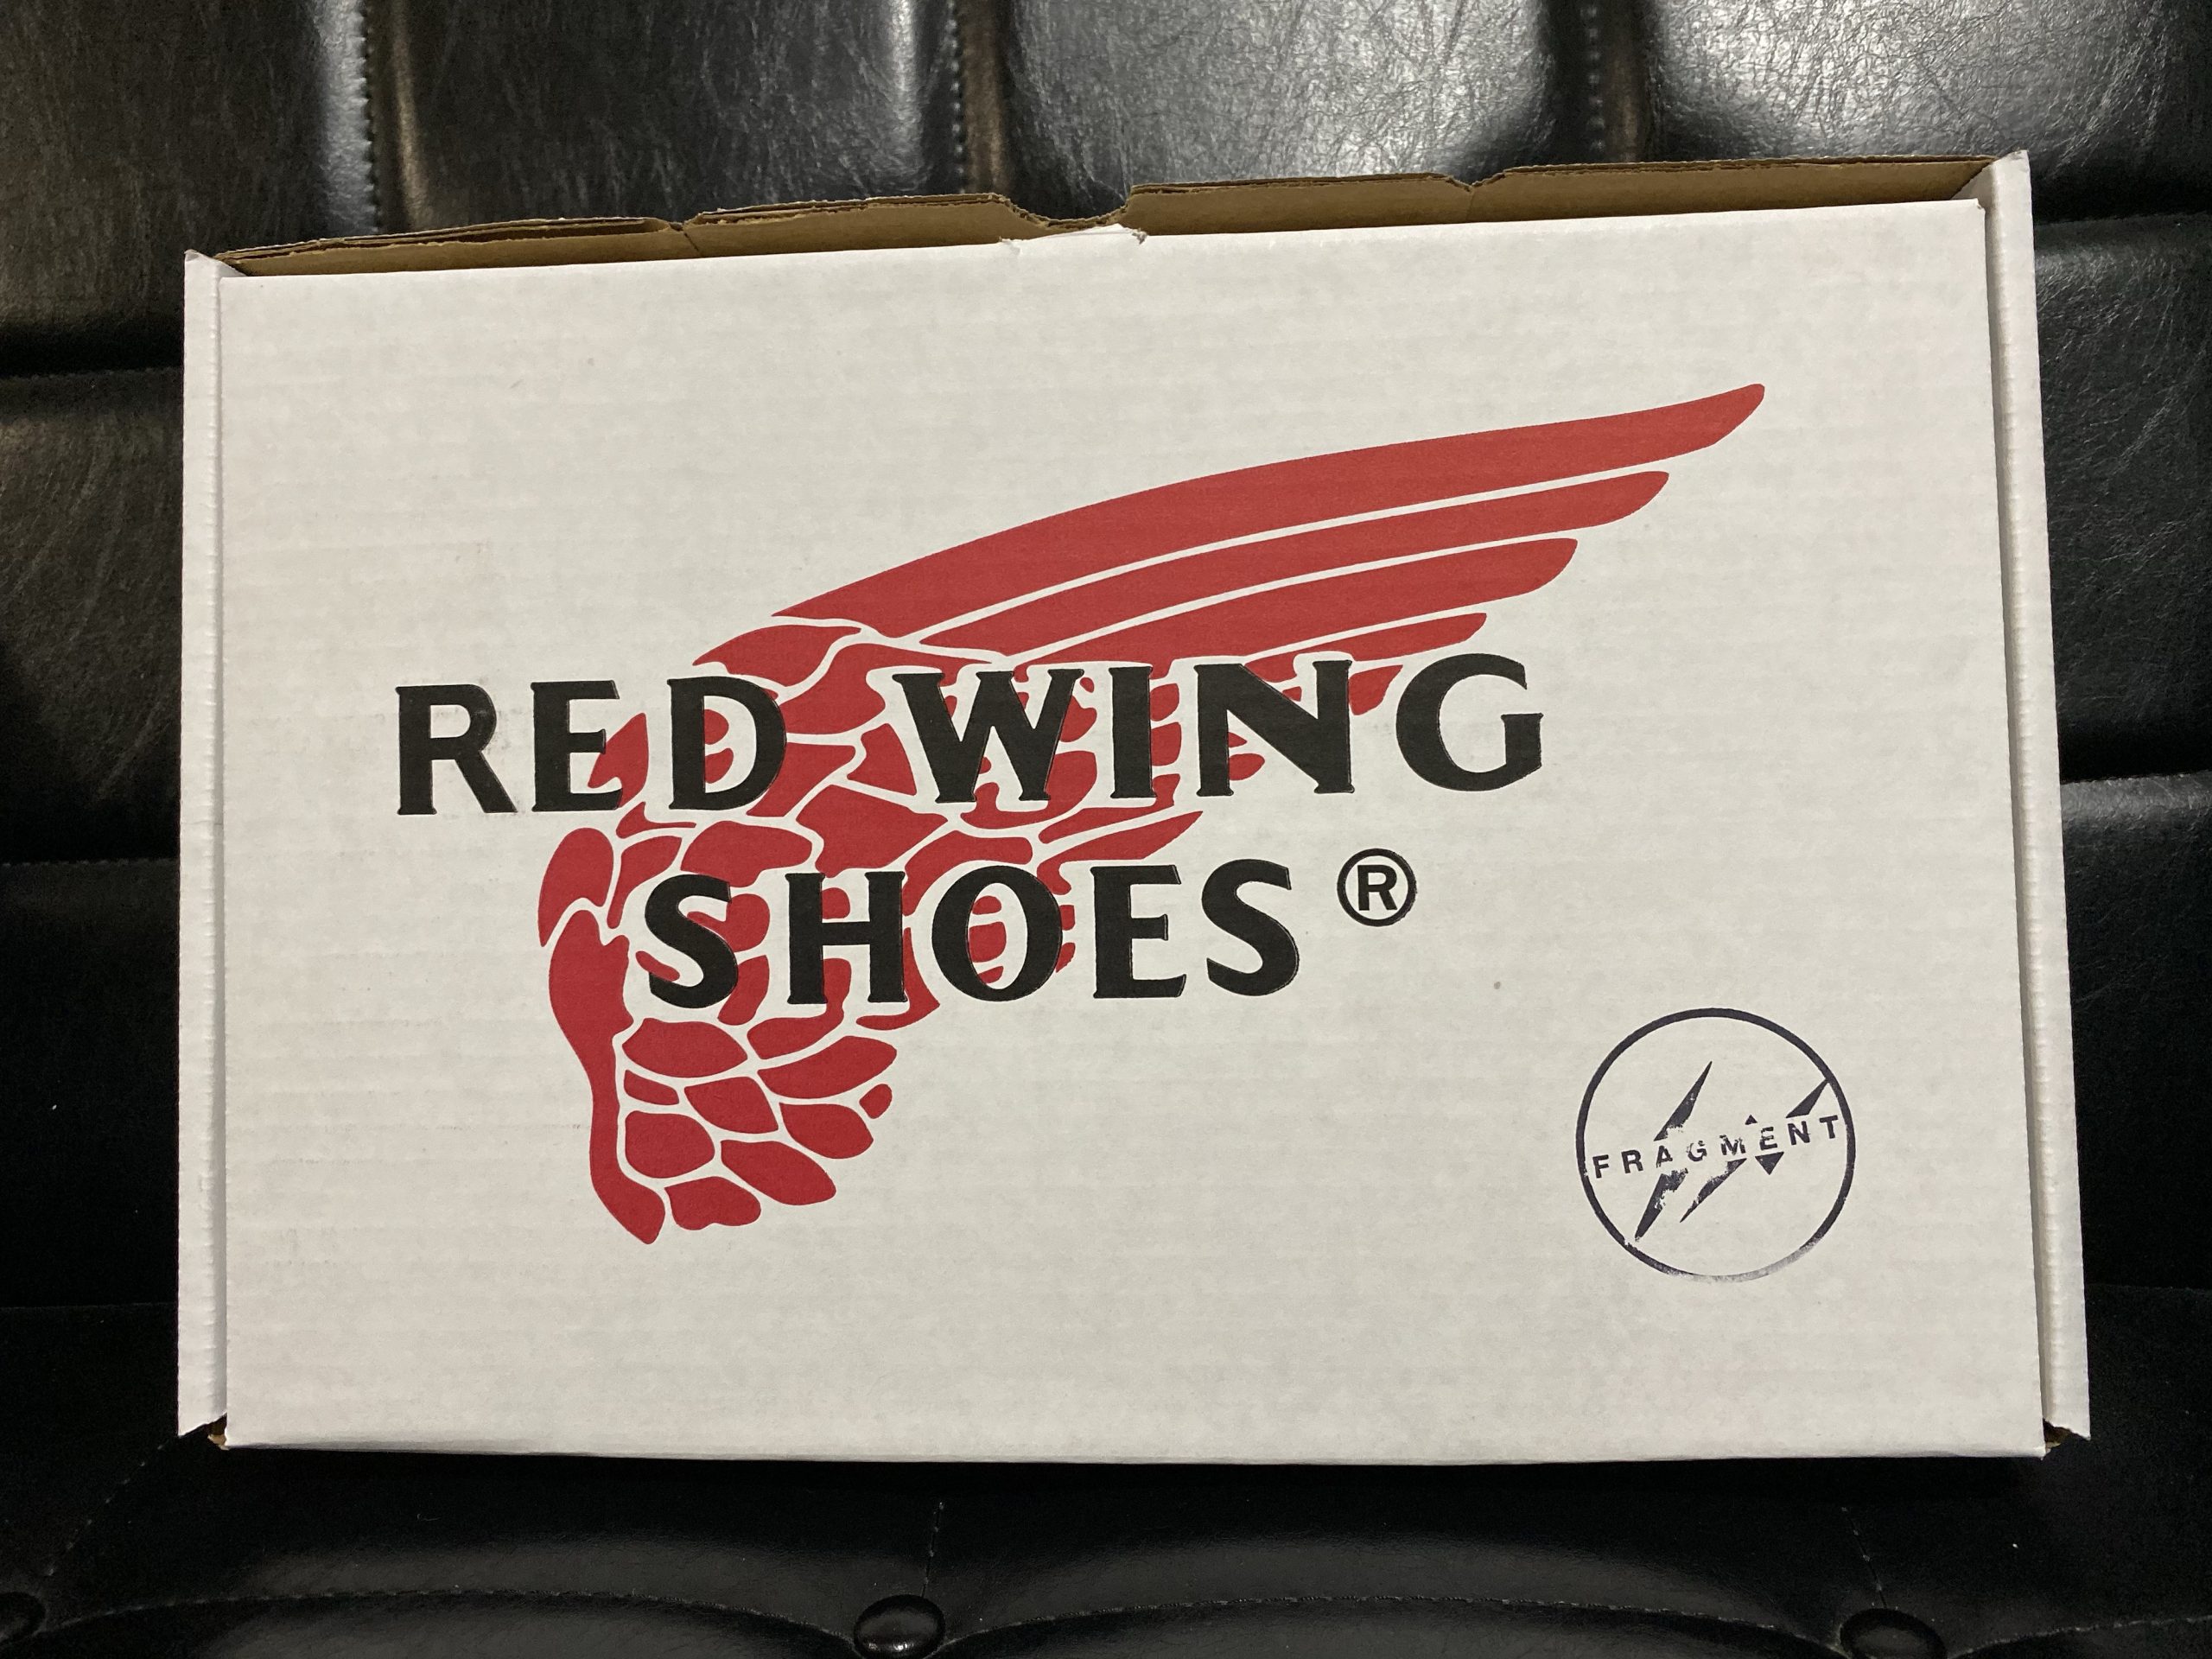 RED WING
SHOES®
FRAGMENT